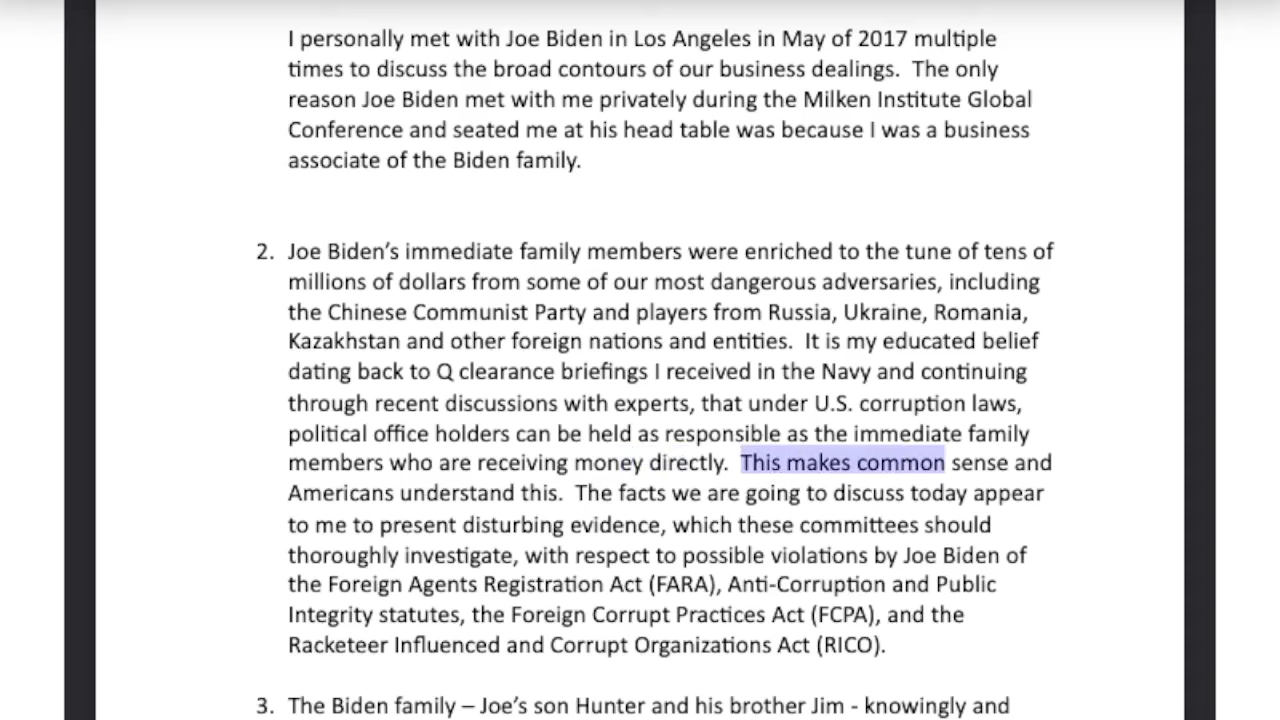 I personally met with Joe Biden in Los Angeles in May of 2017 multiple
times to discuss the broad contours of our business dealings.  The only
reason Joe Biden met with me privately during the Milken Institute Global
Conference and seated me at his head table was because I was a business
associate of the Biden family.
2. Joe Biden’s immediate family members were enriched to the tune of tens of
millions of dollars from some of our most dangerous adversaries, including
the Chinese Communist Party and players from Russia, Ukraine, Romania,
Kazakhstan and other foreign nations and entities.  It is my educated belief
dating back to Q clearance briefings I received in the Navy and continuing
through recent discussions with experts, that under U.S. corruption laws,
political office holders can be held as responsible as the immediate family
members who are receiving money directly.  This makes common sense and
Americans understand this.  The facts we are going to discuss today appear
to me to present disturbing evidence, which these committees should
thoroughly investigate, with respect to possible violations by Joe Biden of
the Foreign Agents Registration Act (FARA), Anti-Corruption and Public
Integrity statutes, the Foreign Corrupt Practices Act (FCPA), and the
Racketeer Influenced and Corrupt Organizations Act (RICO).
3. The Biden family – Joe’s son Hunter and his brother Jim - knowingly and